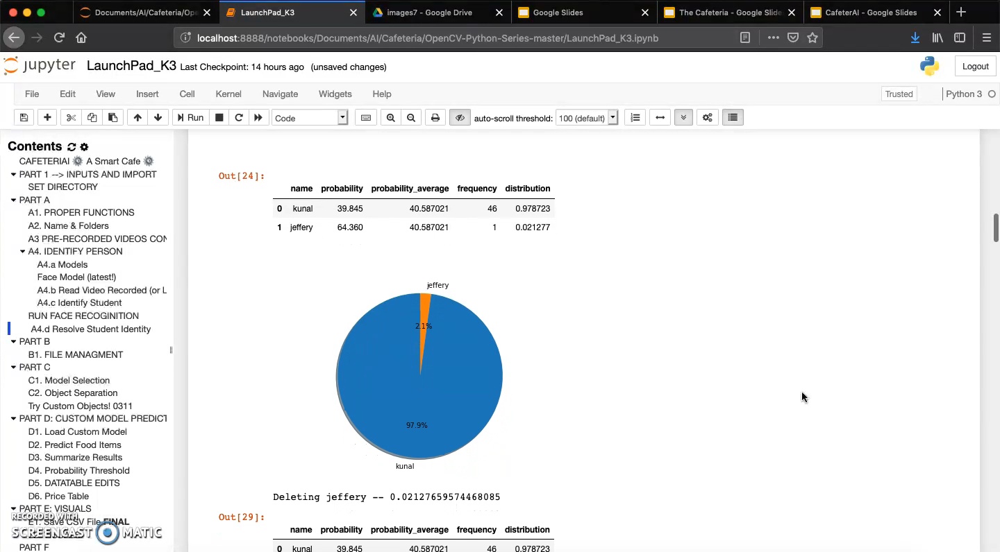 Documents/AI/Cafeteria/Op
LaunchPad_K3
images7 - Google Drive
Google Slides
The Cafeteria - Google Slide
CafeterAI - Google Slides
localhost:8888/notebooks/Documents/AI/Cafeteria/OpenCV-Python-Series-master/LaunchPad_K3.ipynb
jupyter LaunchPad_K3 Last Checkpoint: 14 hours ago (unsaved changes)
Logout
File Edit View Insert Cell Kernel Navigate Widgets Help
Trusted
Python 3
Run
Code
auto-scroll threshold: 100 (default)
Contents
CAFETERIAI A Smart Cafe
PART 1 --> INPUTS AND IMPORT
SET DIRECTORY
PART A
A1. PROPER FUNCTIONS
A2. Name & Folders
A3 PRE-RECORDED VIDEOS CON
A4. IDENTIFY PERSON
A4.a Models
Face Model (latest!)
A4.b Read Video Recorded (or L
A4.c Identify Student
RUN FACE RECOGINITION
A4.d Resolve Student Identity
PART B
B1. FILE MANAGMENT
PART C
C1. Model Selection
C2. Object Separation
Try Custom Objects! 0311
PART D: CUSTOM MODEL PREDICT
D1. Load Custom Model
D2. Predict Food Items
D3. Summarize Results
D4. Probability Threshold
D5. DATATABLE EDITS
D6. Price Table
PART E: VISUALS
E1. Save CSV File FINAL
PART F
RECORDED WITH
SCREENCAST MATIC
Out[24]:
name probability probability_average frequency distribution
0 kunal 39.845 40.587021 46 0.978723
1 jeffery 64.360 40.587021 1 0.021277
jeffery
2.1%
97.9%
kunal
Deleting jeffery -- 0.02127659574468085
Out[29]:
name probability probability_average frequency distribution
0 kunal 39.845 40.587021 46 0.978723